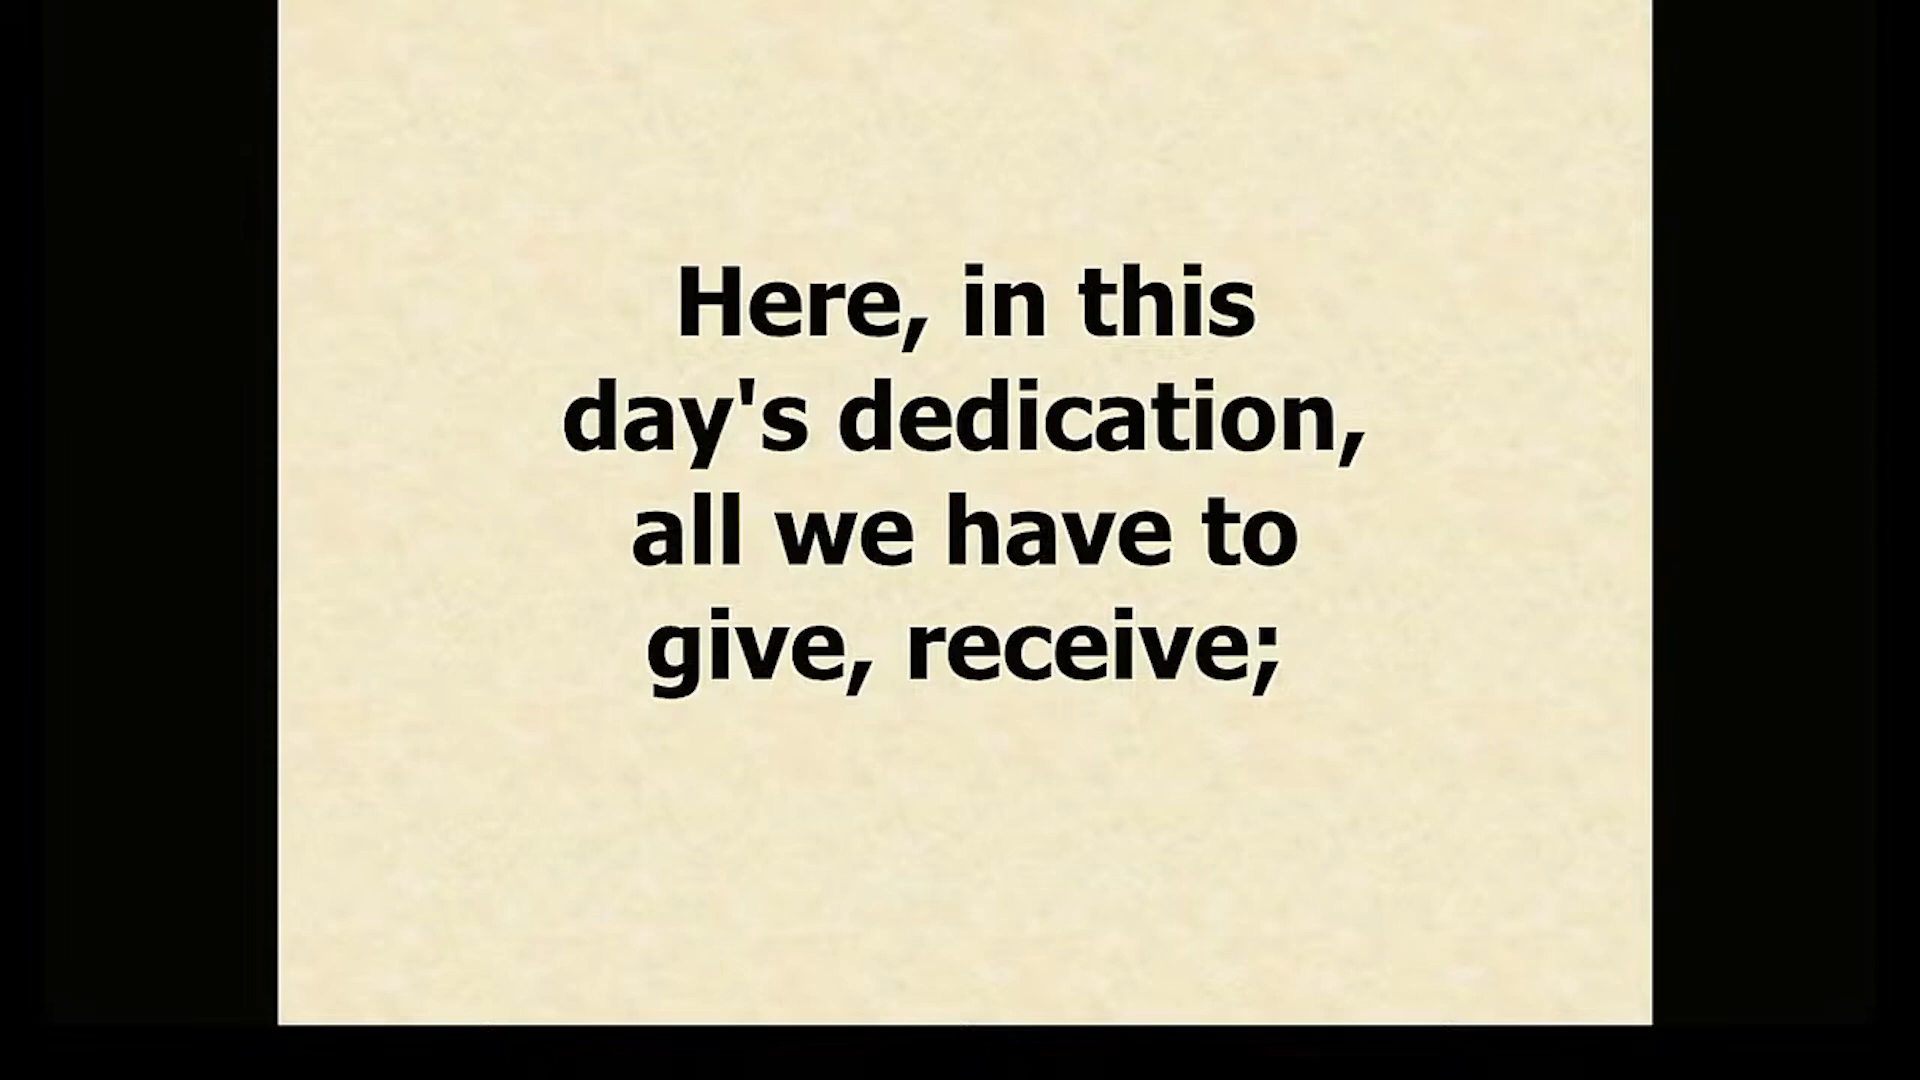 Here, in this
day's dedication,
all we have to
give, receive;